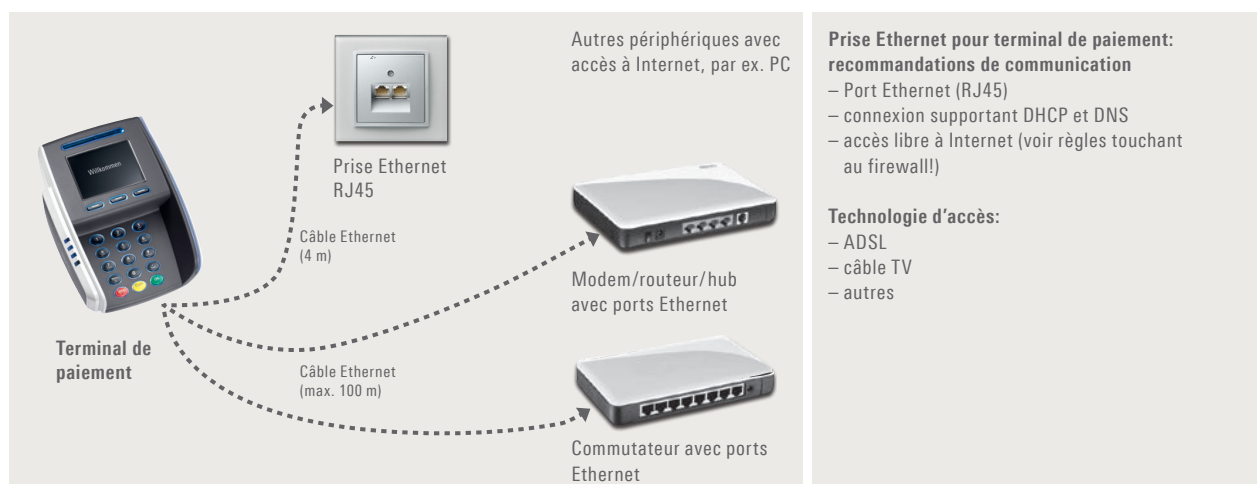 Autres périphériques avec
accès à Internet, par ex. PC
Willkommen
Prise Ethernet
RJ45
Câble Ethernet
(4 m)
Modem/routeur/hub
avec ports Ethernet
Terminal de
paiement
Câble Ethernet
(max. 100 m)
Commutateur avec ports
Ethernet
Prise Ethernet pour terminal de paiement:
recommandations de communication
– Port Ethernet (RJ45)
– connexion supportant DHCP et DNS
– accès libre à Internet (voir règles touchant
au firewall!)
Technologie d’accès:
– ADSL
– câble TV
– autres